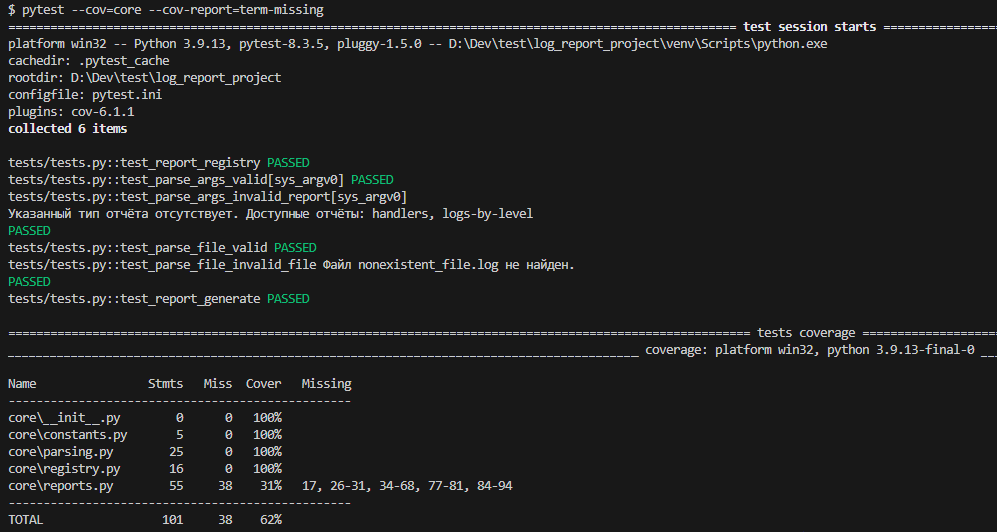 $ pytest --cov=core --cov-report=term-missing
======================================================================================================== test session starts =================
platform win32 -- Python 3.9.13, pytest-8.3.5, pluggy-1.5.0 -- D:\Dev\test\log_report_project\venv\Scripts\python.exe
cachedir: .pytest_cache
rootdir: D:\Dev\test\log_report_project
configfile: pytest.ini
plugins: cov-6.1.1
collected 6 items
tests/tests.py::test_report_registry PASSED
tests/tests.py::test_parse_args_valid[sys_argv0] PASSED
tests/tests.py::test_parse_args_invalid_report[sys_argv0]
Указанный тип отчёта отсутствует. Доступные отчёты: handlers, logs-by-level
PASSED
tests/tests.py::test_parse_file_valid PASSED
tests/tests.py::test_parse_file_invalid_file Файл nonexistent_file.log не найден.
PASSED
tests/tests.py::test_report_generate PASSED
========================================================================================================== tests coverage ====================
__________________________________________________________________________________________ coverage: platform win32, python 3.9.13-final-0 ___
Name Stmts Miss Cover Missing
-------------------------------------------------
core\__init__.py 0 0 100%
core\constants.py 5 0 100%
core\parsing.py 25 0 100%
core\registry.py 16 0 100%
core\reports.py 55 38 31% 17, 26-31, 34-68, 77-81, 84-94
-------------------------------------------------
TOTAL 101 38 62%